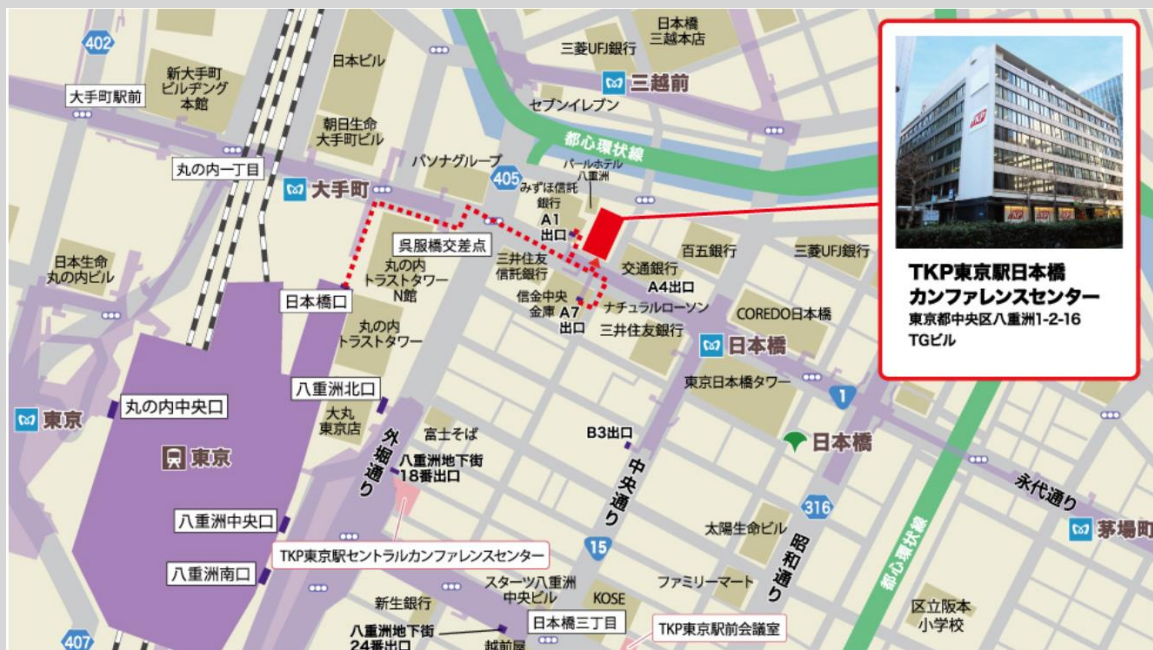 402
日本ビル
三菱UFJ銀行
日本橋
三越本店
新大手町
ビルヂング
本館
三越前
大手町駅前
セブンイレブン
朝日生命
大手町ビル
都心環状線
パソナグループ
パールホテル
八重洲
丸の内一丁目
大手町
405
みずほ信託
銀行
A1
出口
呉服橋交差点
三井住友
信託銀行
百五銀行
三菱UFJ銀行
日本生命
丸の内ビル
丸の内
トラストタワー
N館
交通銀行
A4出口
日本橋口
信金中央
金庫
A7
出口
ナチュラルローソン
三井住友銀行
COREDO日本橋
丸の内
トラストタワー
日本橋
TKP
TKP
TKP
TKP
TKP
TKP東京駅日本橋
カンファレンスセンター
東京都中央区八重洲1-2-16
TGビル
八重洲北口
東京日本橋タワー
1
丸の内中央口
東京
大丸
東京店
東京
外堀通り
富士そば
八重洲地下街
18番出口
B3出口
中央通り
日本橋
永代通り
316
茅場町
八重洲中央口
太陽生命ビル
昭和通り
都心環状線
TKP東京駅セントラルカンファレンスセンター
15
八重洲南口
スターツ八重洲
中央ビル
ファミリーマート
新生銀行
KOSE
区立阪本
小学校
日本橋三丁目
TKP東京駅前会議室
407
八重洲地下街
24番出口
越前屋